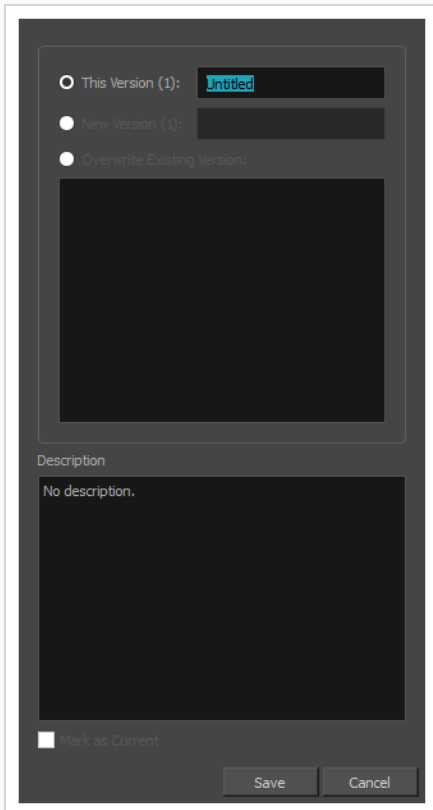 This Version (1): Untitled
New Version (1):
Overwrite Existing Version:
Description
No description.
Mark as Current
Save Cancel